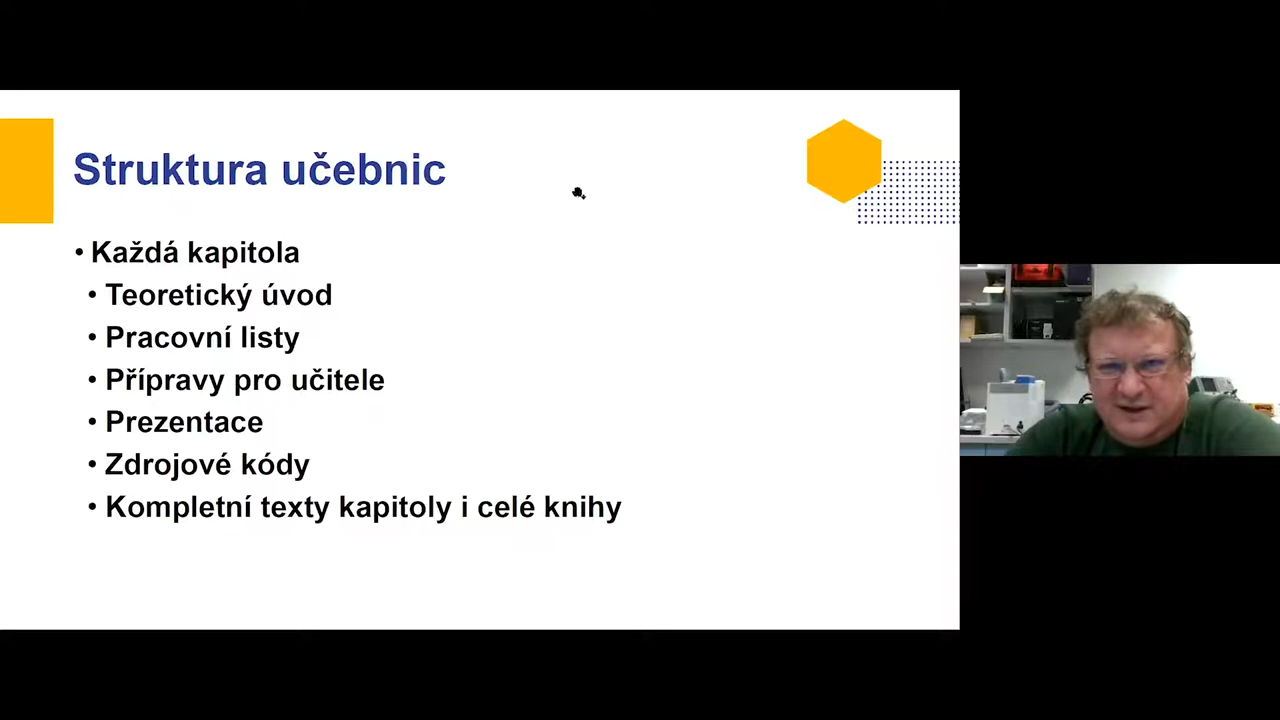 Struktura učebnic
• Každá kapitola
• Teoretický úvod
• Pracovní listy
• Přípravy pro učitele
• Prezentace
• Zdrojové kódy
• Kompletní texty kapitoly i celé knihy